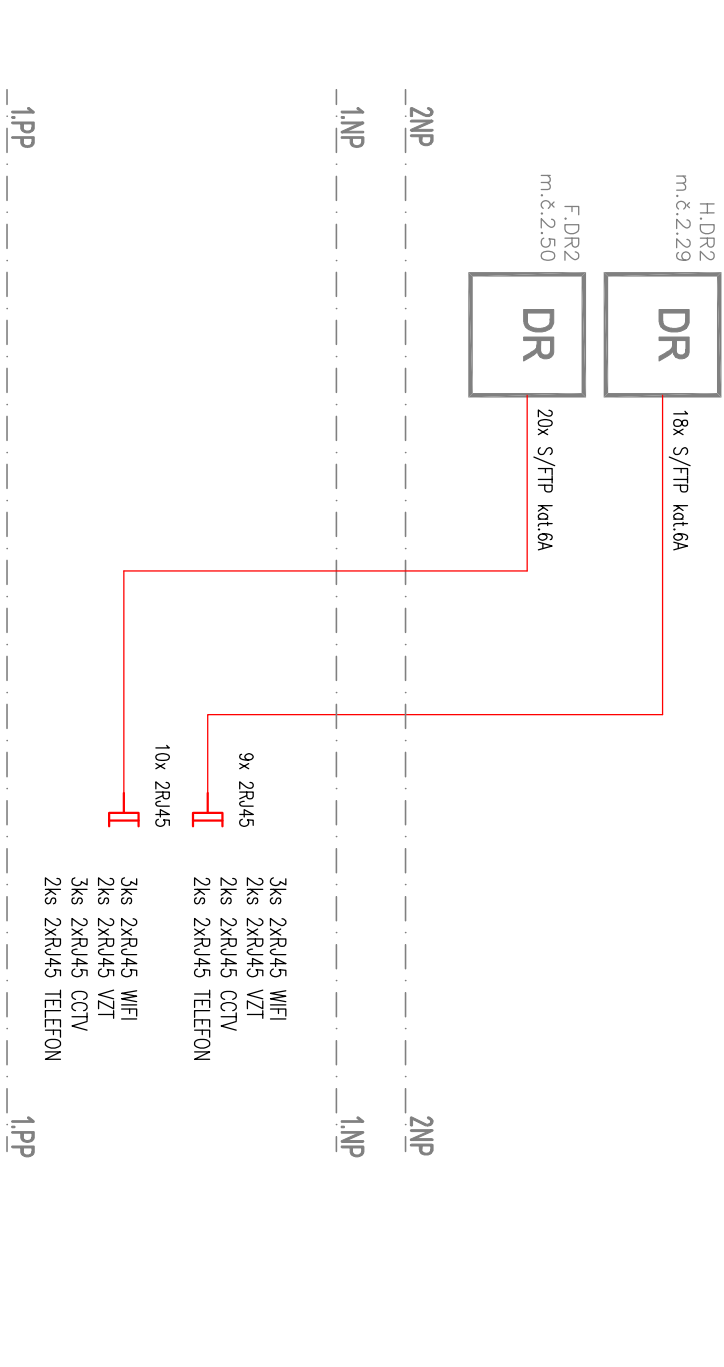 H.DR2
m.č.2.29
DR
18x S/FTP kat.6A
F.DR2
m.č.2.50
DR
20x S/FTP kat.6A
2NP
2NP
1.NP
1.NP
9x 2RJ45
3ks 2xRJ45 WIFI
2ks 2xRJ45 VZT
2ks 2xRJ45 CCTV
2ks 2xRJ45 TELEFON
10x 2RJ45
3ks 2xRJ45 WIFI
2ks 2xRJ45 VZT
3ks 2xRJ45 CCTV
2ks 2xRJ45 TELEFON
1.PP
1.PP